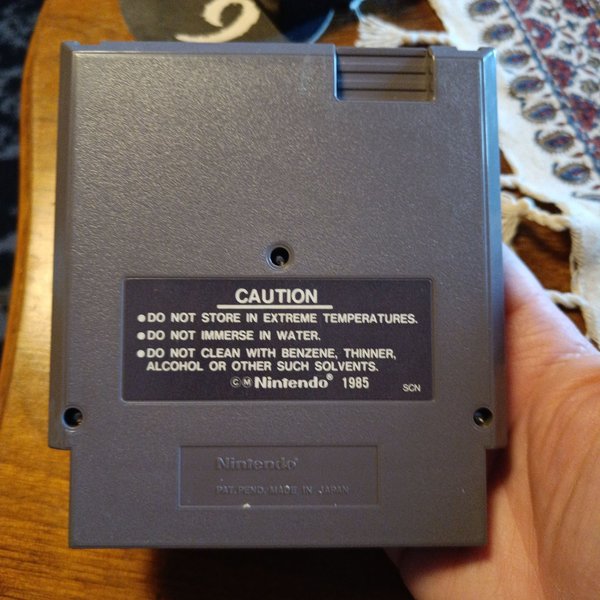 CAUTION
●DO NOT STORE IN EXTREME TEMPERATURES.
●DO NOT IMMERSE IN WATER.
●DO NOT CLEAN WITH BENZENE, THINNER,
ALCOHOL OR OTHER SUCH SOLVENTS.
©Ⓜ Nintendo® 1985 SCN
Nintendo®
PAT. PEND. MADE IN JAPAN